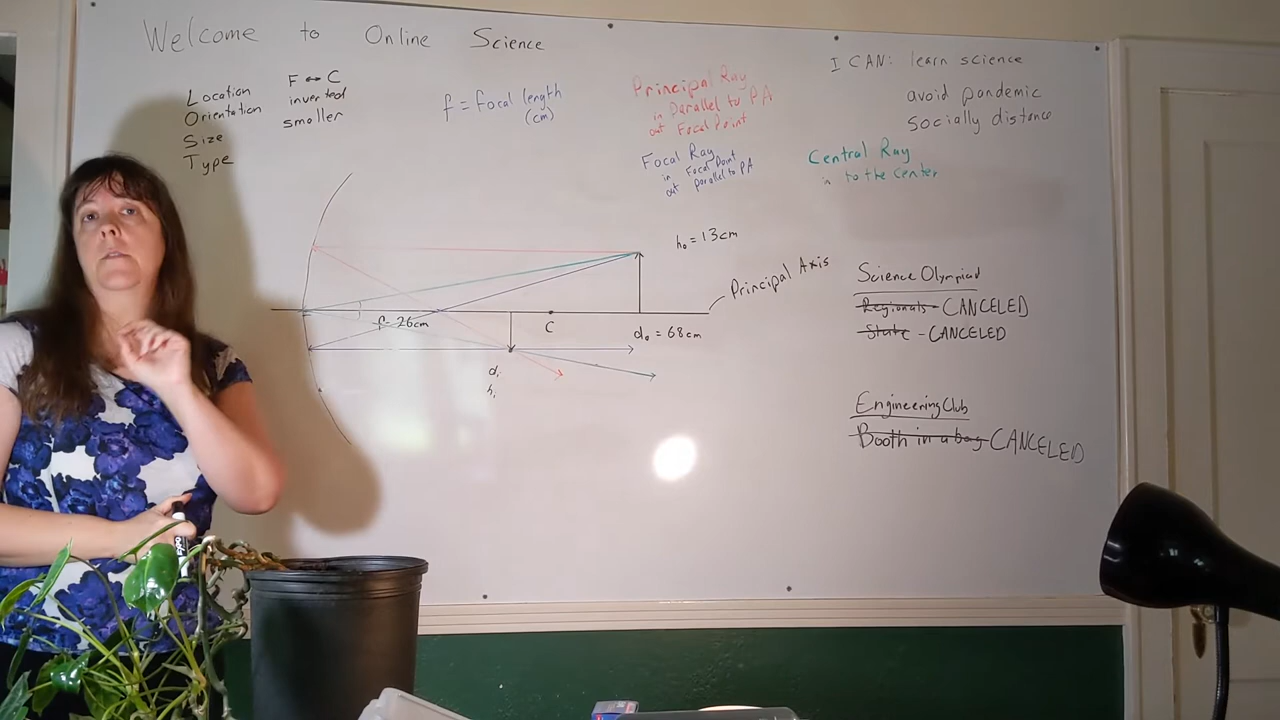 Welcome to Online Science
I CAN: learn science
avoid pandemic
socially distance
Location F ↔ C
Orientation inverted
Size smaller
Type
f = Focal length
(cm)
Principal Ray
in Parallel to PA
out Focal Point
Focal Ray
in Focal Point
out parallel to PA
Central Ray
in to the center
h₀ = 13cm
Principal Axis
f 26cm
C
d₀ = 68cm
dᵢ
hᵢ
Science Olympiad
Regionals - CANCELED
State - CANCELED
Engineering Club
Booth in a bag CANCELED
EXPO